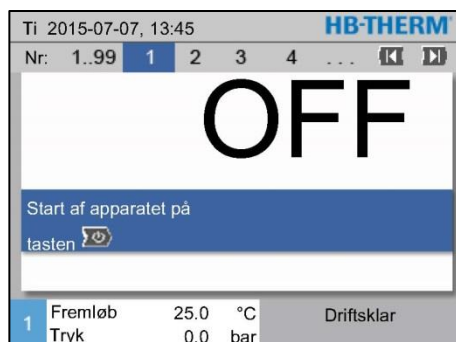 Ti 2015-07-07, 13:45 HB-THERM
Nr: 1..99 1 2 3 4 ...
OFF
Start af apparatet på
tasten
1 Fremløb 25.0 °C Driftsklar
Tryk 0.0 bar